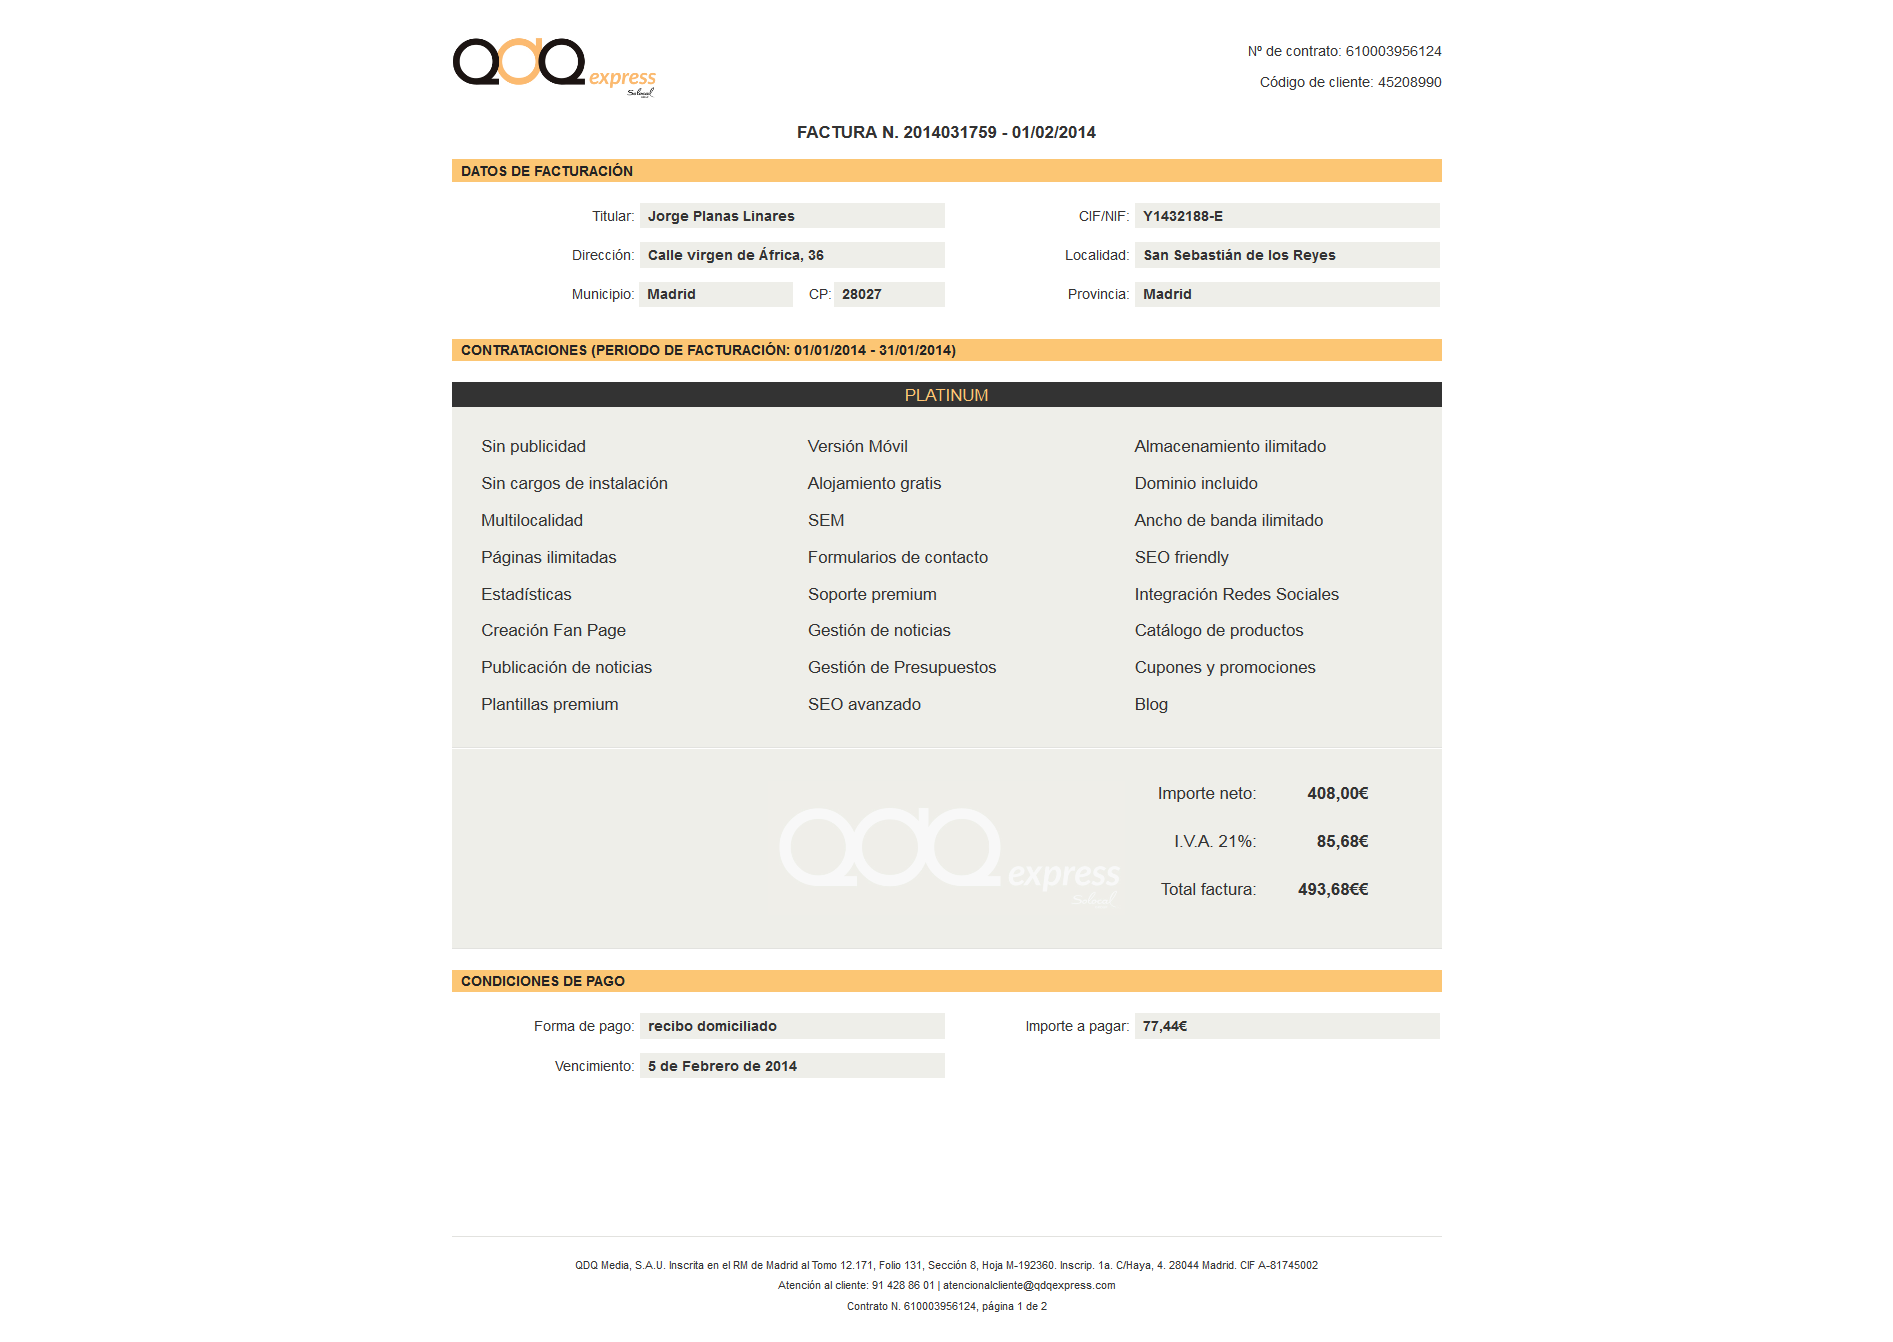 QDQ express
Solocal
Nº de contrato: 610003956124
Código de cliente: 45208990
FACTURA N. 2014031759 - 01/02/2014
DATOS DE FACTURACIÓN
Titular: Jorge Planas Linares CIF/NIF: Y1432188-E
Dirección: Calle virgen de África, 36 Localidad: San Sebastián de los Reyes
Municipio: Madrid CP: 28027 Provincia: Madrid
CONTRATACIONES (PERIODO DE FACTURACIÓN: 01/01/2014 - 31/01/2014)
PLATINUM
Sin publicidad Versión Móvil Almacenamiento ilimitado
Sin cargos de instalación Alojamiento gratis Dominio incluido
Multilocalidad SEM Ancho de banda ilimitado
Páginas ilimitadas Formularios de contacto SEO friendly
Estadísticas Soporte premium Integración Redes Sociales
Creación Fan Page Gestión de noticias Catálogo de productos
Publicación de noticias Gestión de Presupuestos Cupones y promociones
Plantillas premium SEO avanzado Blog
Importe neto: 408,00€
I.V.A. 21%: 85,68€
QDQ express
Solocal
Total factura: 493,68€€
CONDICIONES DE PAGO
Forma de pago: recibo domiciliado Importe a pagar: 77,44€
Vencimiento: 5 de Febrero de 2014
QDQ Media, S.A.U. Inscrita en el RM de Madrid al Tomo 12.171, Folio 131, Sección 8, Hoja M-192360. Inscrip. 1a. C/Haya, 4. 28044 Madrid. CIF A-81745002
Atención al cliente: 91 428 86 01 | atencionalcliente@qdqexpress.com
Contrato N. 610003956124, página 1 de 2